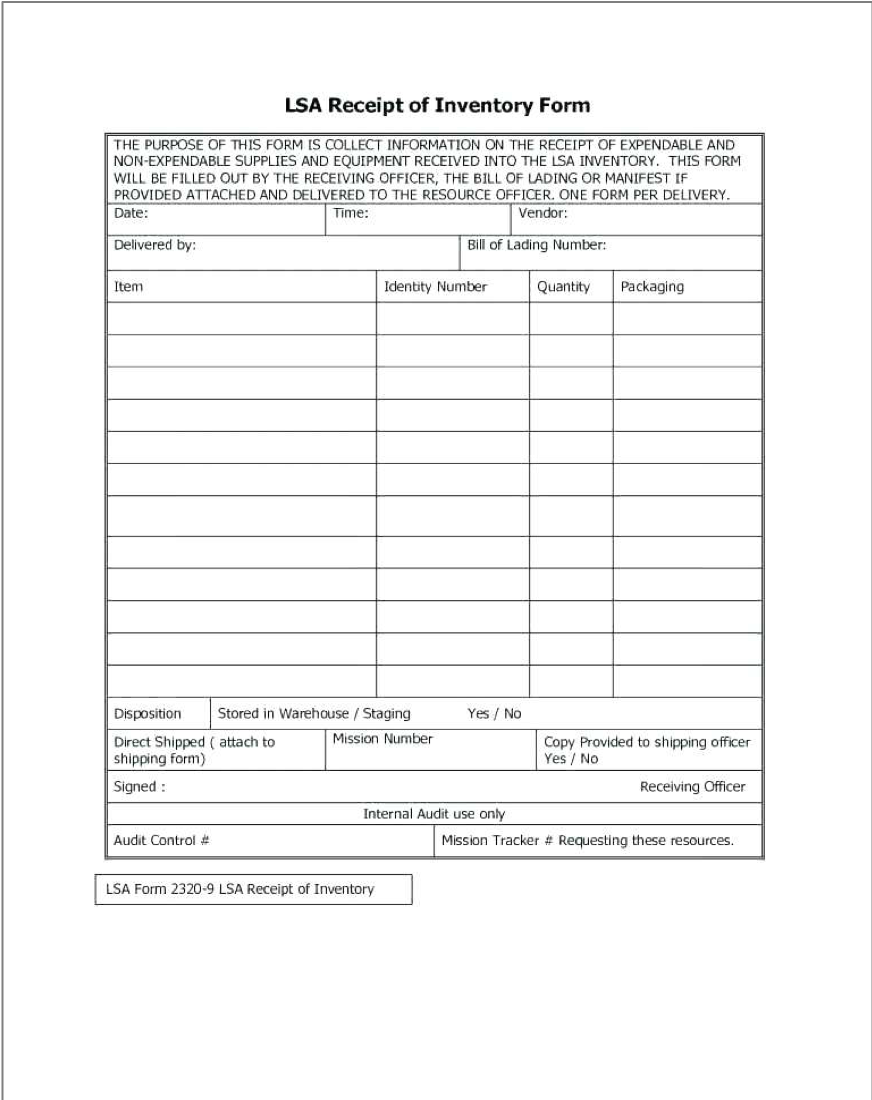 LSA Receipt of Inventory Form
THE PURPOSE OF THIS FORM IS COLLECT INFORMATION ON THE RECEIPT OF EXPENDABLE AND
NON-EXPENDABLE SUPPLIES AND EQUIPMENT RECEIVED INTO THE LSA INVENTORY. THIS FORM
WILL BE FILLED OUT BY THE RECEIVING OFFICER, THE BILL OF LADING OR MANIFEST IF
PROVIDED ATTACHED AND DELIVERED TO THE RESOURCE OFFICER. ONE FORM PER DELIVERY.
Date: Time: Vendor:
Delivered by: Bill of Lading Number:
Item Identity Number Quantity Packaging
Disposition Stored in Warehouse / Staging Yes / No
Direct Shipped ( attach to
shipping form)
Mission Number
Copy Provided to shipping officer
Yes / No
Signed : Receiving Officer
Internal Audit use only
Audit Control # Mission Tracker # Requesting these resources.
LSA Form 2320-9 LSA Receipt of Inventory